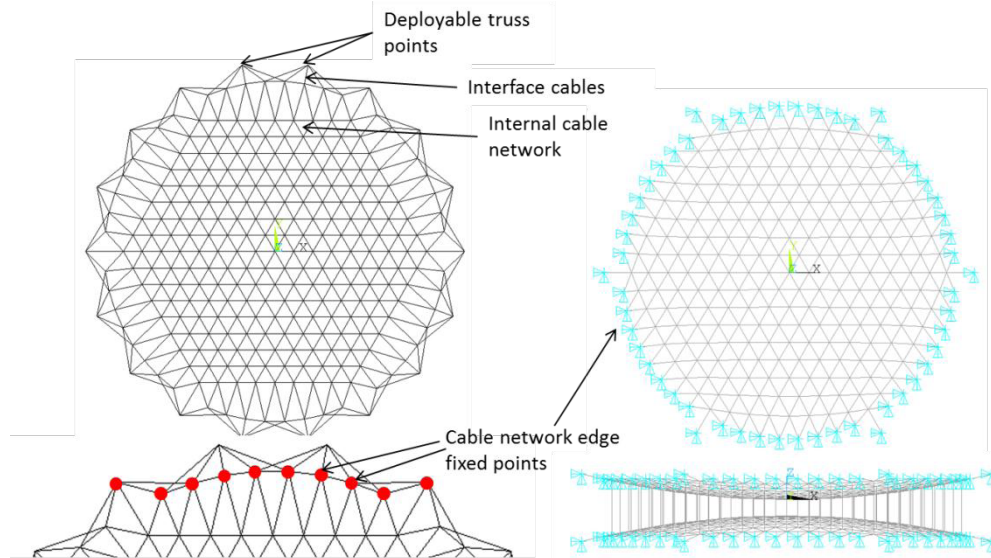 Deployable truss
points
Interface cables
Internal cable
network
Y
X
Y
X
Cable network edge
fixed points
Z
X